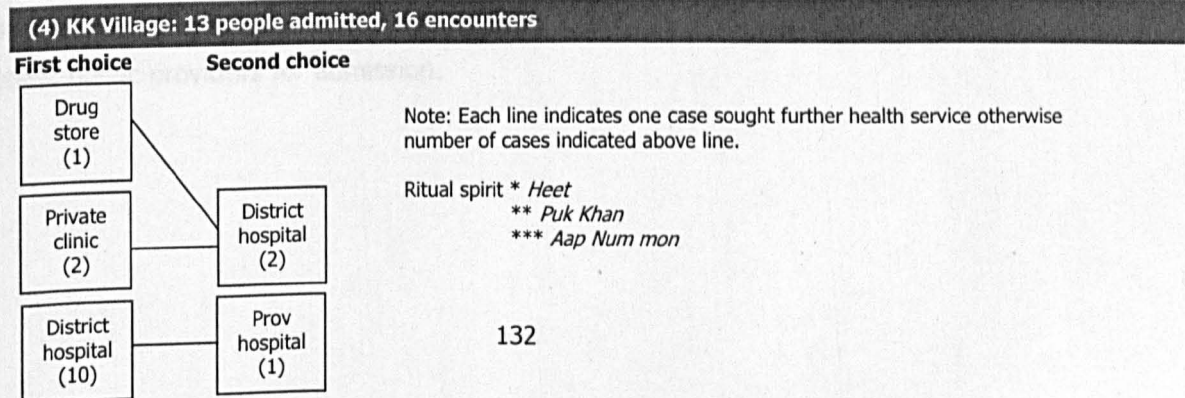 (4) KK Village: 13 people admitted, 16 encounters
First choice
Second choice
Drug
store
(1)
Private
clinic
(2)
District
hospital
(10)
District
hospital
(2)
Prov
hospital
(1)
Note: Each line indicates one case sought further health service otherwise
number of cases indicated above line.
Ritual spirit * Heet
** Puk Khan
*** Aap Num mon
132